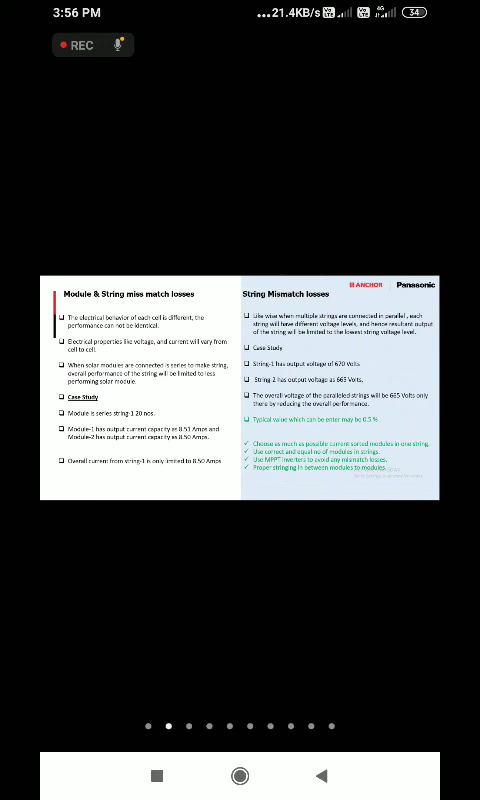 3:56 PM
...21.4KB/s Vo LTE Vo LTE 4G 34
REC
ANCHOR Panasonic
Module & String miss match losses
The electrical behavior of each cell is different, the
performance can not be identical.
Electrical properties like voltage, and current will vary from
cell to cell.
When solar modules are connected is series to make string,
overall performance of the string will be limited to less
performing solar module.
Case Study
Module is series string-1 20 nos.
Module-1 has output current capacity as 8.51 Amps and
Module-2 has output current capacity as 8.50 Amps.
Overall current from string-1 is only limited to 8.50 Amps
String Mismatch losses
Like wise when multiple strings are connected in parallel , each
string will have different voltage levels, and hence resultant output
of the string will be limited to the lowest string voltage level.
Case Study
String-1 has output voltage of 670 Volts
String-2 has output voltage as 665 Volts,
The overall voltage of the paralleled strings will be 665 Volts only
there by reducing the overall performance.
Typical value which can be enter may be 0.5 %
Choose as much as possible current sorted modules in one string.
Use correct and equal no of modules in strings.
Use MPPT inverters to avoid any mismatch losses.
Proper stringing in between modules to modules.